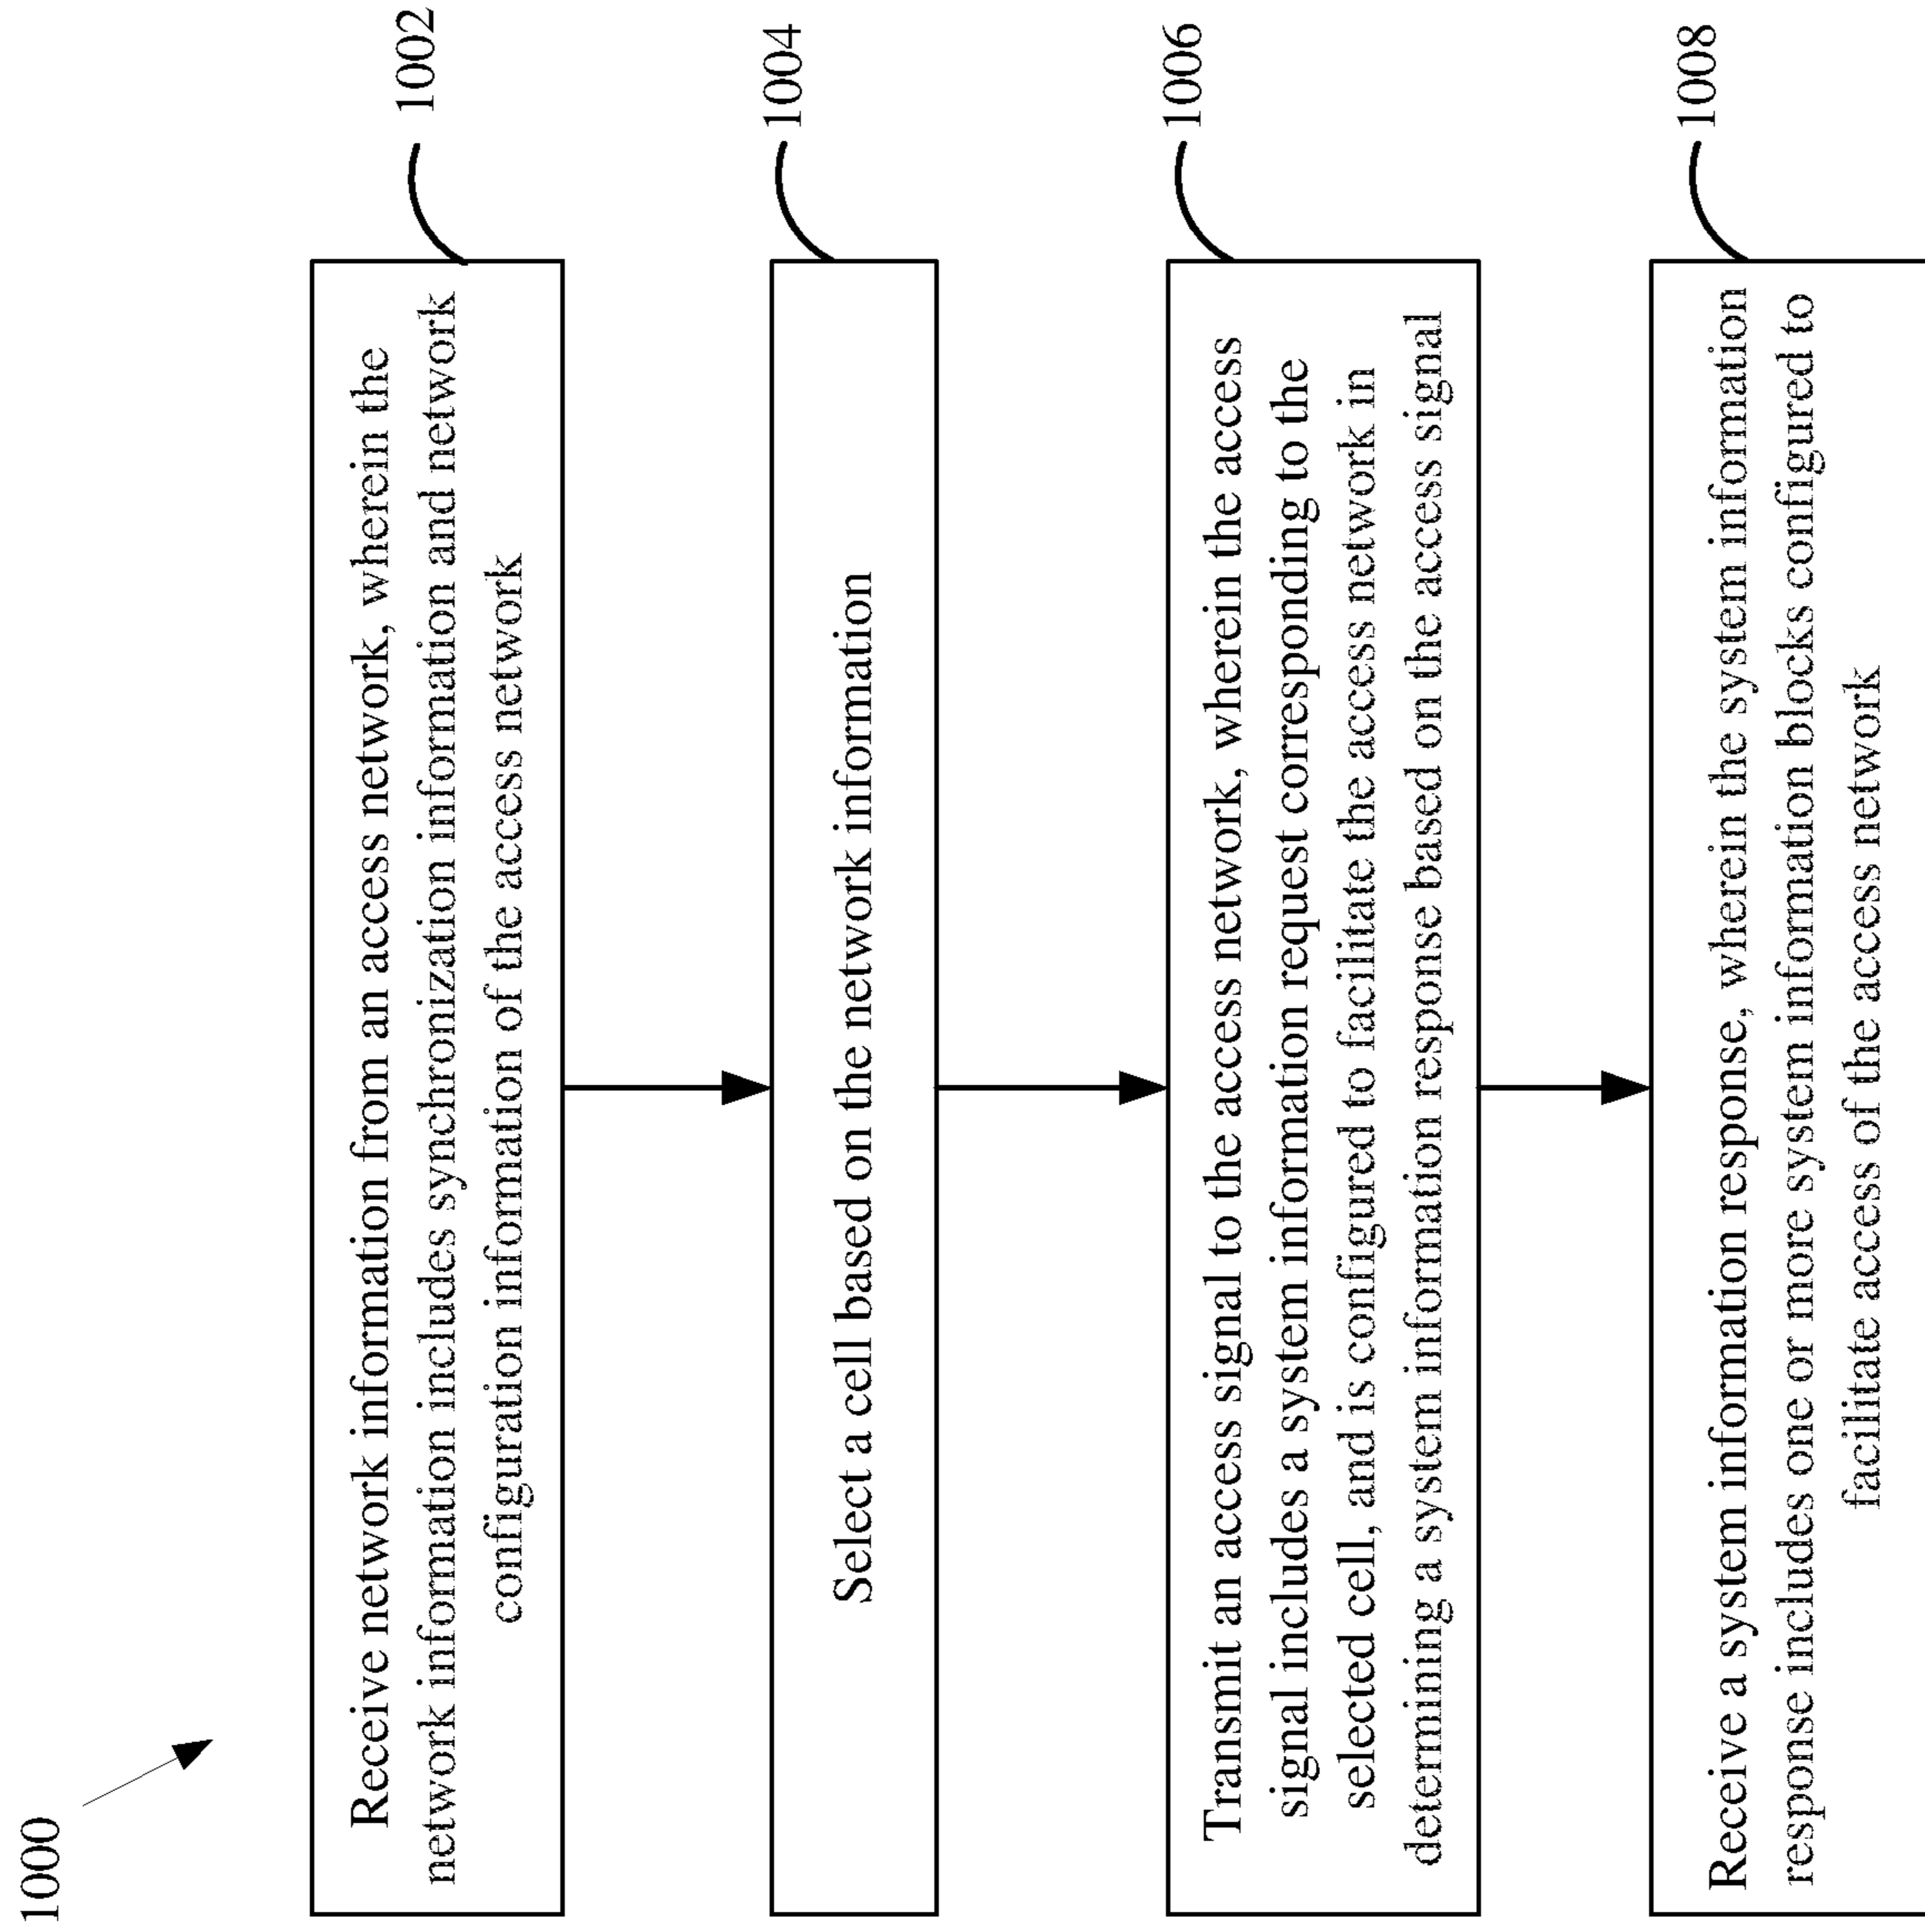 1000
1002
Receive network information from an access network, wherein the
network information includes synchronization information and network
configuration information of the access network
1004
Select a cell based on the network information
1006
Transmit an access signal to the access network, wherein the access
signal includes a system information request corresponding to the
selected cell, and is configured to facilitate the access network in
determining a system information response based on the access signal
1008
Receive a system information response, wherein the system information
response includes one or more system information blocks configured to
facilitate access of the access network